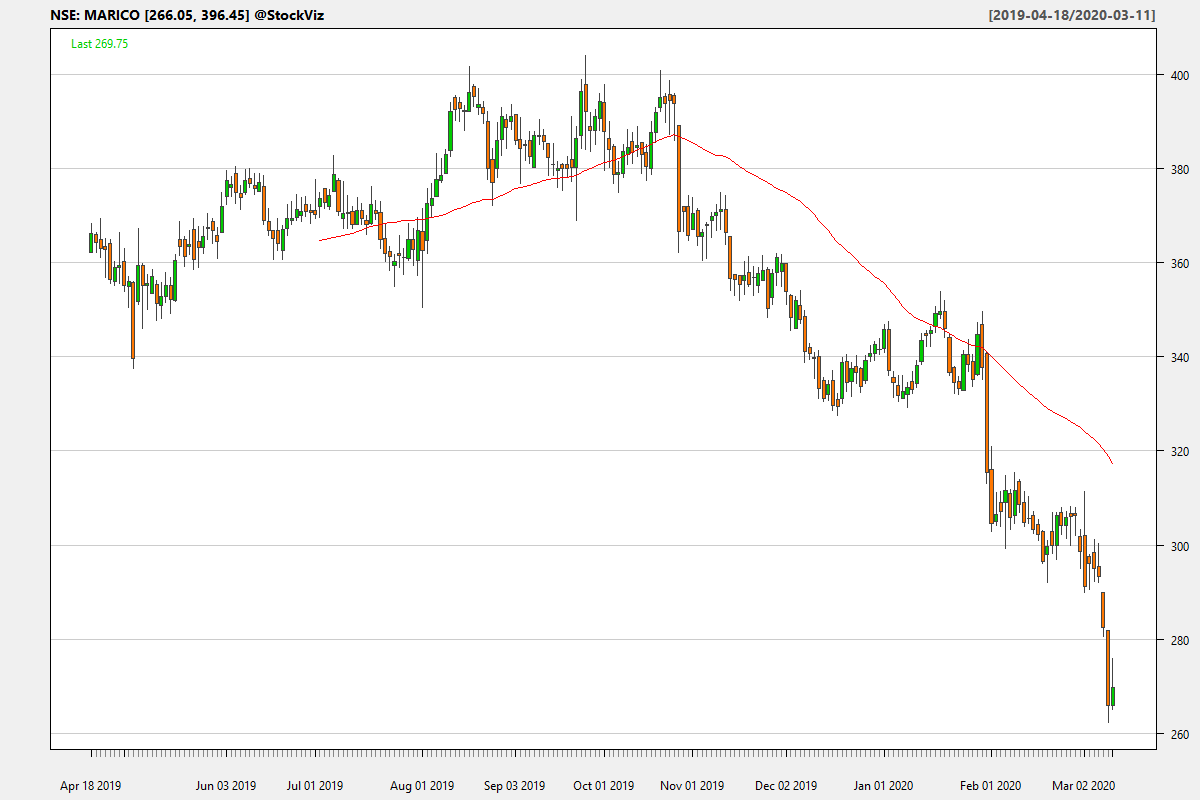 NSE: MARICO [266.05, 396.45] @StockViz [2019-04-18/2020-03-11]
Last 269.75
400
380
360
340
320
300
280
260
Apr 18 2019 Jun 03 2019 Jul 01 2019 Aug 01 2019 Sep 03 2019 Oct 01 2019 Nov 01 2019 Dec 02 2019 Jan 01 2020 Feb 01 2020 Mar 02 2020